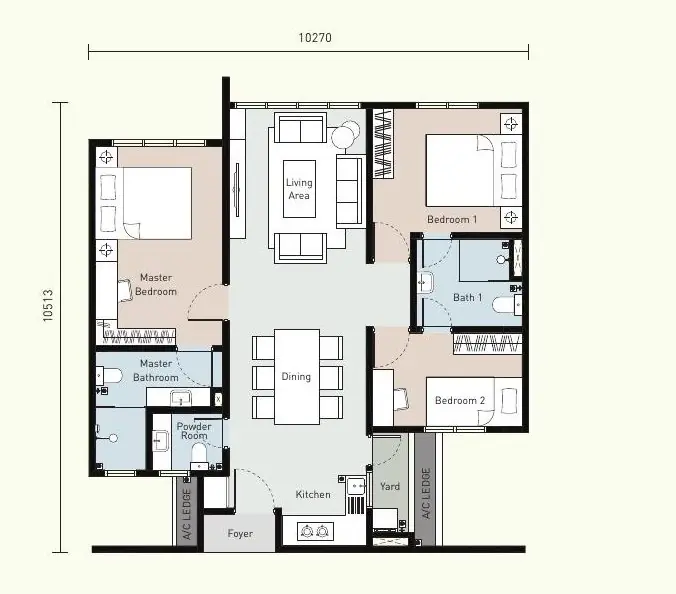 10270
10513
Living
Area
Bedroom 1
Master
Bedroom
Bath 1
Master
Bathroom
Dining
Bedroom 2
Powder
Room
Kitchen
Yard
A/C LEDGE
A/C LEDGE
Foyer